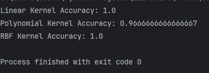 Linear Kernel Accuracy: 1.0
Polynomial Kernel Accuracy: 0.9666666666666667
RBF Kernel Accuracy: 1.0
Process finished with exit code 0